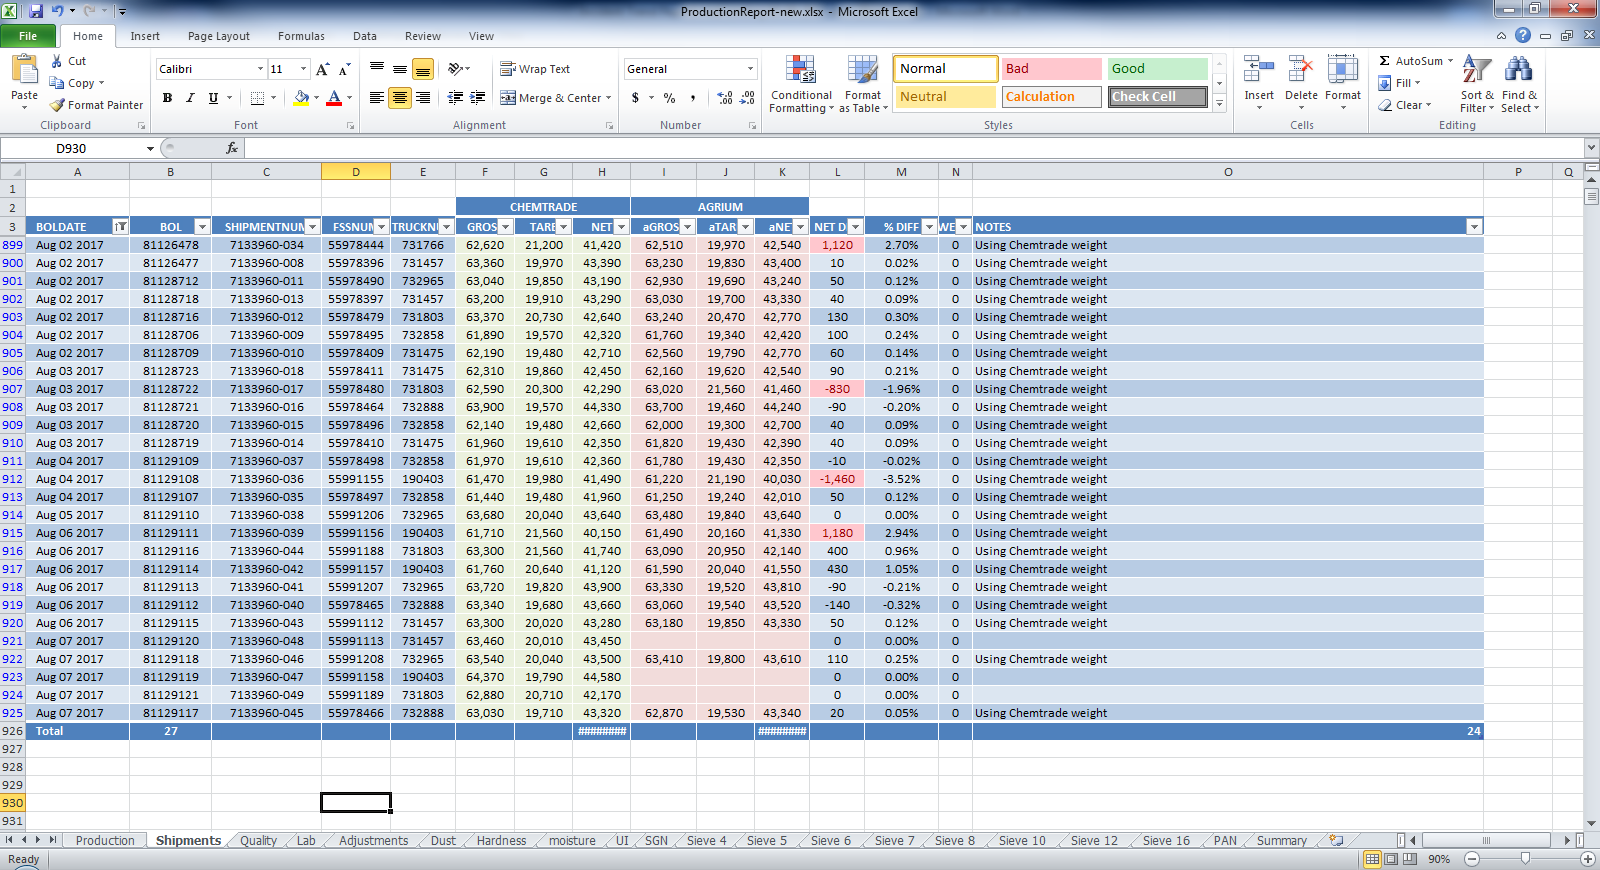 ProductionReport-new.xlsx - Microsoft Excel
File Home Insert Page Layout Formulas Data Review View
Paste Cut Copy Format Painter Clipboard
Calibri 11 B I U Font
Wrap Text Merge & Center Alignment
General $ % , Number
Conditional Formatting Format as Table
Normal Bad Good
Neutral Calculation Check Cell
Styles
Insert Delete Format Cells
Σ AutoSum Fill Clear Sort & Filter Find & Select Editing
D930 fx
A B C D E F G H I J K L M N O P Q
1
2 CHEMTRADE AGRIUM
3 BOLDATE BOL SHIPMENTNUM FSSNUM TRUCKNU GROS TARE NET aGROS aTAR aNE NET D % DIFF WE NOTES
899 Aug 02 2017 81126478 7133960-034 55978444 731766 62,620 21,200 41,420 62,510 19,970 42,540 1,120 2.70% 0 Using Chemtrade weight
900 Aug 02 2017 81126477 7133960-008 55978396 731457 63,360 19,970 43,390 63,230 19,830 43,400 10 0.02% 0 Using Chemtrade weight
901 Aug 02 2017 81128712 7133960-011 55978490 732965 63,040 19,850 43,190 62,930 19,690 43,240 50 0.12% 0 Using Chemtrade weight
902 Aug 02 2017 81128718 7133960-013 55978397 731457 63,200 19,910 43,290 63,030 19,700 43,330 40 0.09% 0 Using Chemtrade weight
903 Aug 02 2017 81128716 7133960-012 55978479 731803 63,370 20,730 42,640 63,240 20,470 42,770 130 0.30% 0 Using Chemtrade weight
904 Aug 02 2017 81128706 7133960-009 55978495 732858 61,890 19,570 42,320 61,760 19,340 42,420 100 0.24% 0 Using Chemtrade weight
905 Aug 02 2017 81128709 7133960-010 55978409 731475 62,190 19,480 42,710 62,560 19,790 42,770 60 0.14% 0 Using Chemtrade weight
906 Aug 02 2017 81128723 7133960-018 55978411 731475 62,310 19,860 42,450 62,160 19,620 42,540 90 0.21% 0 Using Chemtrade weight
907 Aug 03 2017 81128722 7133960-017 55978480 731803 62,590 20,300 42,290 63,020 21,560 41,460 -830 -1.96% 0 Using Chemtrade weight
908 Aug 03 2017 81128721 7133960-016 55978464 732888 63,900 19,570 44,330 63,700 19,460 44,240 -90 -0.20% 0 Using Chemtrade weight
909 Aug 03 2017 81128720 7133960-015 55978496 732858 62,140 19,480 42,660 62,000 19,300 42,700 40 0.09% 0 Using Chemtrade weight
910 Aug 03 2017 81128719 7133960-014 55978410 731475 61,960 19,610 42,350 61,820 19,430 42,390 40 0.09% 0 Using Chemtrade weight
911 Aug 04 2017 81129109 7133960-037 55978498 732858 61,970 19,610 42,360 61,780 19,430 42,350 -10 -0.02% 0 Using Chemtrade weight
912 Aug 04 2017 81129108 7133960-036 55991155 190403 61,470 19,980 41,490 61,220 21,190 40,030 -1,460 -3.52% 0 Using Chemtrade weight
913 Aug 04 2017 81129107 7133960-035 55978497 732858 61,440 19,480 41,960 61,250 19,240 42,010 50 0.12% 0 Using Chemtrade weight
914 Aug 05 2017 81129110 7133960-038 55991206 732965 63,680 20,040 43,640 63,480 19,840 43,640 0 0.00% 0 Using Chemtrade weight
915 Aug 06 2017 81129111 7133960-039 55991156 190403 61,710 21,560 40,150 61,490 20,160 41,330 1,180 2.94% 0 Using Chemtrade weight
916 Aug 06 2017 81129116 7133960-044 55991188 731803 63,300 21,560 41,740 63,090 20,950 42,140 400 0.96% 0 Using Chemtrade weight
917 Aug 06 2017 81129114 7133960-042 55991157 190403 61,760 20,640 41,120 61,590 20,040 41,550 430 1.05% 0 Using Chemtrade weight
918 Aug 06 2017 81129113 7133960-041 55991207 732965 63,720 19,820 43,900 63,330 19,520 43,810 -90 -0.21% 0 Using Chemtrade weight
919 Aug 06 2017 81129112 7133960-040 55978465 732888 63,340 19,680 43,660 63,060 19,540 43,520 -140 -0.32% 0 Using Chemtrade weight
920 Aug 06 2017 81129115 7133960-043 55991112 731457 63,300 20,020 43,280 63,180 19,850 43,330 50 0.12% 0 Using Chemtrade weight
921 Aug 07 2017 81129120 7133960-048 55991113 731457 63,460 20,010 43,450 0 0.00% 0
922 Aug 07 2017 81129118 7133960-046 55991208 732965 63,540 20,040 43,500 63,410 19,800 43,610 110 0.25% 0 Using Chemtrade weight
923 Aug 07 2017 81129119 7133960-047 55991158 190403 64,370 19,790 44,580 0 0.00% 0
924 Aug 07 2017 81129121 7133960-049 55991189 731803 62,880 20,710 42,170 0 0.00% 0
925 Aug 07 2017 81129117 7133960-045 55978466 732888 63,030 19,710 43,320 62,870 19,530 43,340 20 0.05% 0 Using Chemtrade weight
926 Total 27 ######## ######## 24
927
928
929
930
931
Production Shipments Quality Lab Adjustments Dust Hardness moisture UI SGN Sieve 4 Sieve 5 Sieve 6 Sieve 7 Sieve 8 Sieve 10 Sieve 12 Sieve 16 PAN Summary
Ready 90%